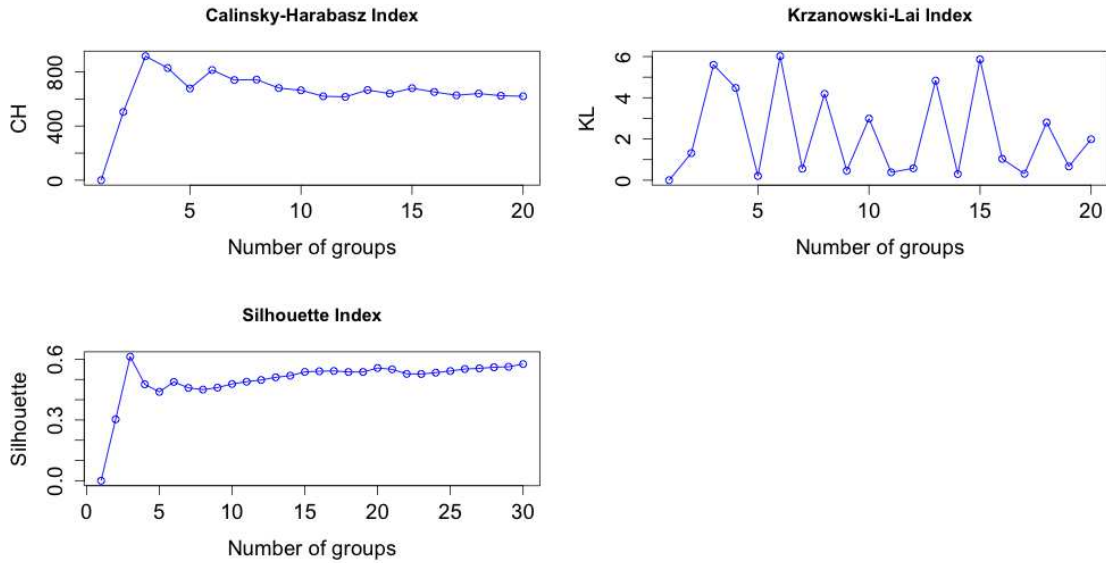 Calinsky-Harabasz Index
CH
0 400 800
5 10 15 20
Number of groups
Krzanowski-Lai Index
KL
0 2 4 6
5 10 15 20
Number of groups
Silhouette Index
Silhouette
0.0 0.3 0.6
0 5 10 15 20 25 30
Number of groups